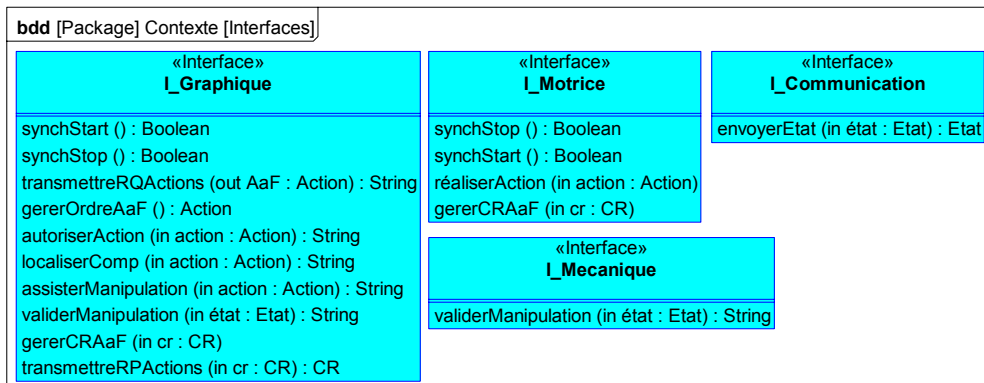 bdd [Package] Contexte [Interfaces]
«Interface»
I_Graphique
synchStart () : Boolean
synchStop () : Boolean
transmettreRQActions (out AaF : Action) : String
gererOrdreAaF () : Action
autoriserAction (in action : Action) : String
localiserComp (in action : Action) : String
assisterManipulation (in action : Action) : String
validerManipulation (in état : Etat) : String
gererCRAaF (in cr : CR)
transmettreRPActions (in cr : CR) : CR
«Interface»
I_Motrice
synchStop () : Boolean
synchStart () : Boolean
réaliserAction (in action : Action)
gererCRAaF (in cr : CR)
«Interface»
I_Communication
envoyerEtat (in état : Etat) : Etat
«Interface»
I_Mecanique
validerManipulation (in état : Etat) : String